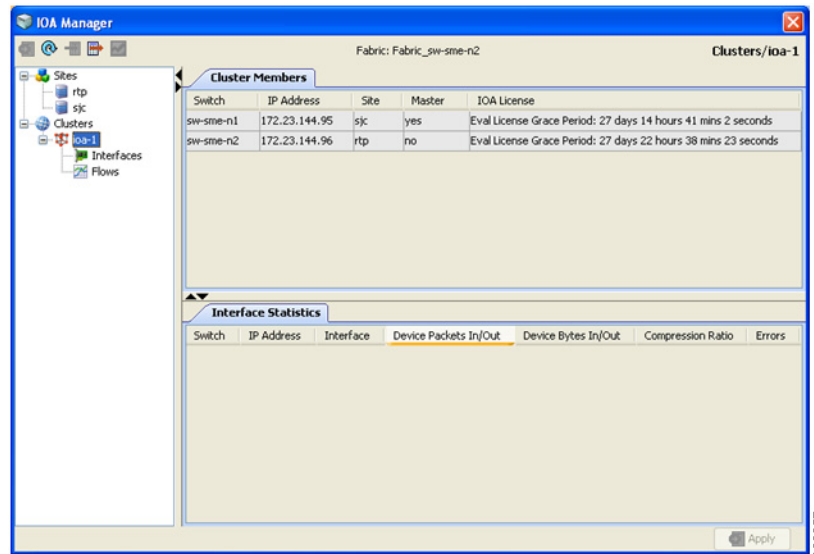 IOA Manager
Fabric: Fabric_sw-sme-n2
Clusters/ioa-1
Sites
rtp
sjc
Clusters
ioa-1
Interfaces
Flows
Cluster Members
Switch IP Address Site Master IOA License
sw-sme-n1 172.23.144.95 sjc yes Eval License Grace Period: 27 days 14 hours 41 mins 2 seconds
sw-sme-n2 172.23.144.96 rtp no Eval License Grace Period: 27 days 22 hours 38 mins 23 seconds
Interface Statistics
Switch IP Address Interface Device Packets In/Out Device Bytes In/Out Compression Ratio Errors
Apply